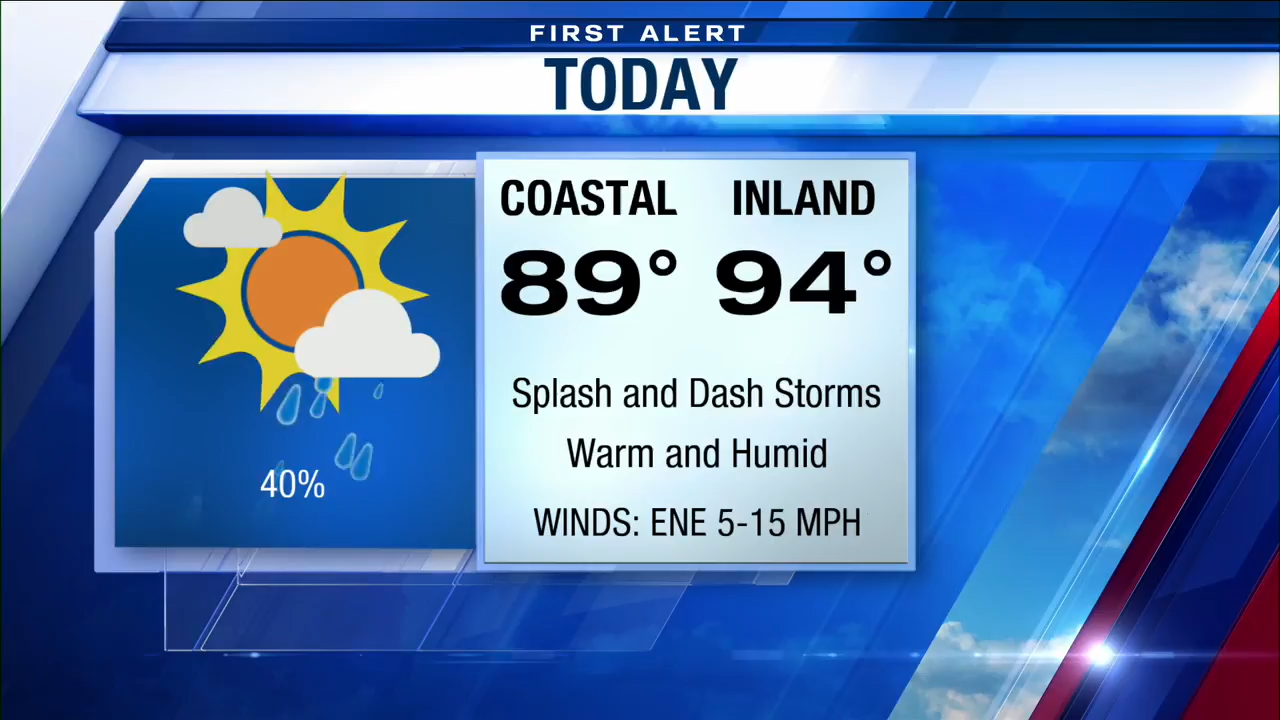 FIRST ALERT
TODAY
COASTAL INLAND
89° 94°
Splash and Dash Storms
Warm and Humid
WINDS: ENE 5-15 MPH
40%